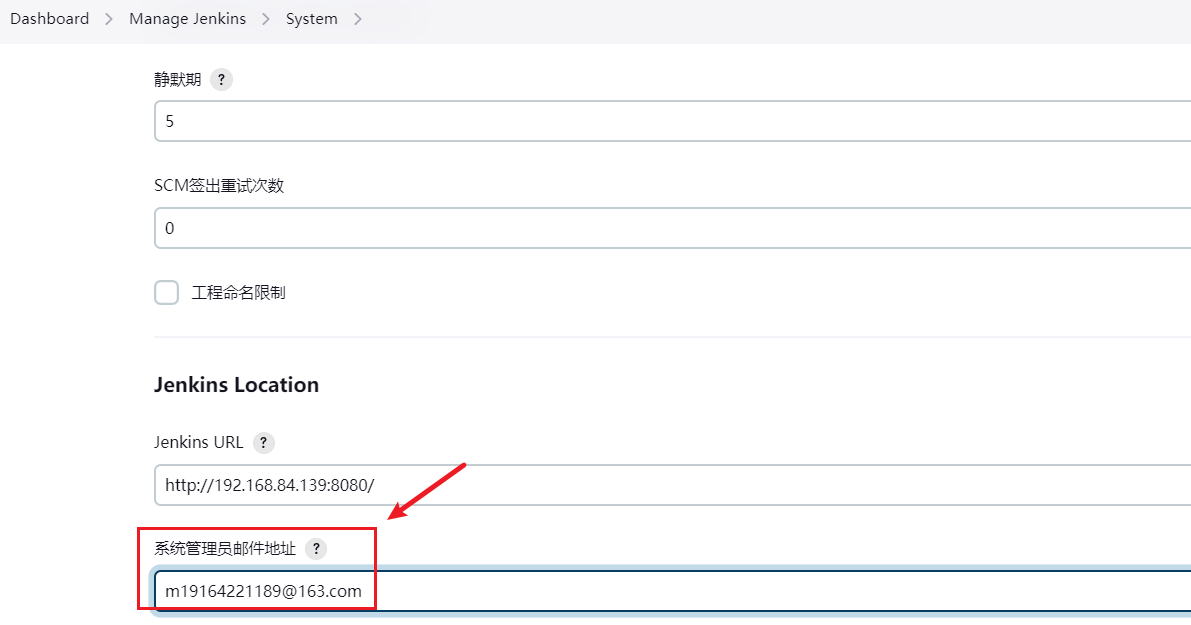 Dashboard > Manage Jenkins > System >
静默期 ?
5
SCM签出重试次数
0
工程命名限制
Jenkins Location
Jenkins URL ?
http://192.168.84.139:8080/
系统管理员邮件地址 ?
m19164221189@163.com